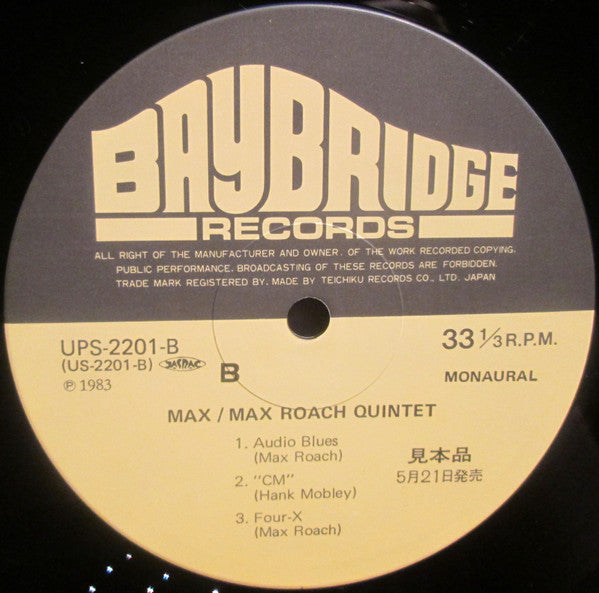 BAYBRIDGE
RECORDS
ALL RIGHT OF THE MANUFACTURER AND OWNER. OF THE WORK RECORDED COPYING.
PUBLIC PERFORMANCE. BROADCASTING OF THESE RECORDS ARE FORBIDDEN.
TRADE MARK REGISTERED BY. MADE BY TEICHIKU RECORDS CO., LTD. JAPAN
UPS-2201-B
(US-2201-B)
JASRAC
℗ 1983
B
33 1/3 R.P.M.
MONAURAL
MAX / MAX ROACH QUINTET
1. Audio Blues
(Max Roach)
2. "CM"
(Hank Mobley)
3. Four-X
(Max Roach)
見本品
5月21日発売